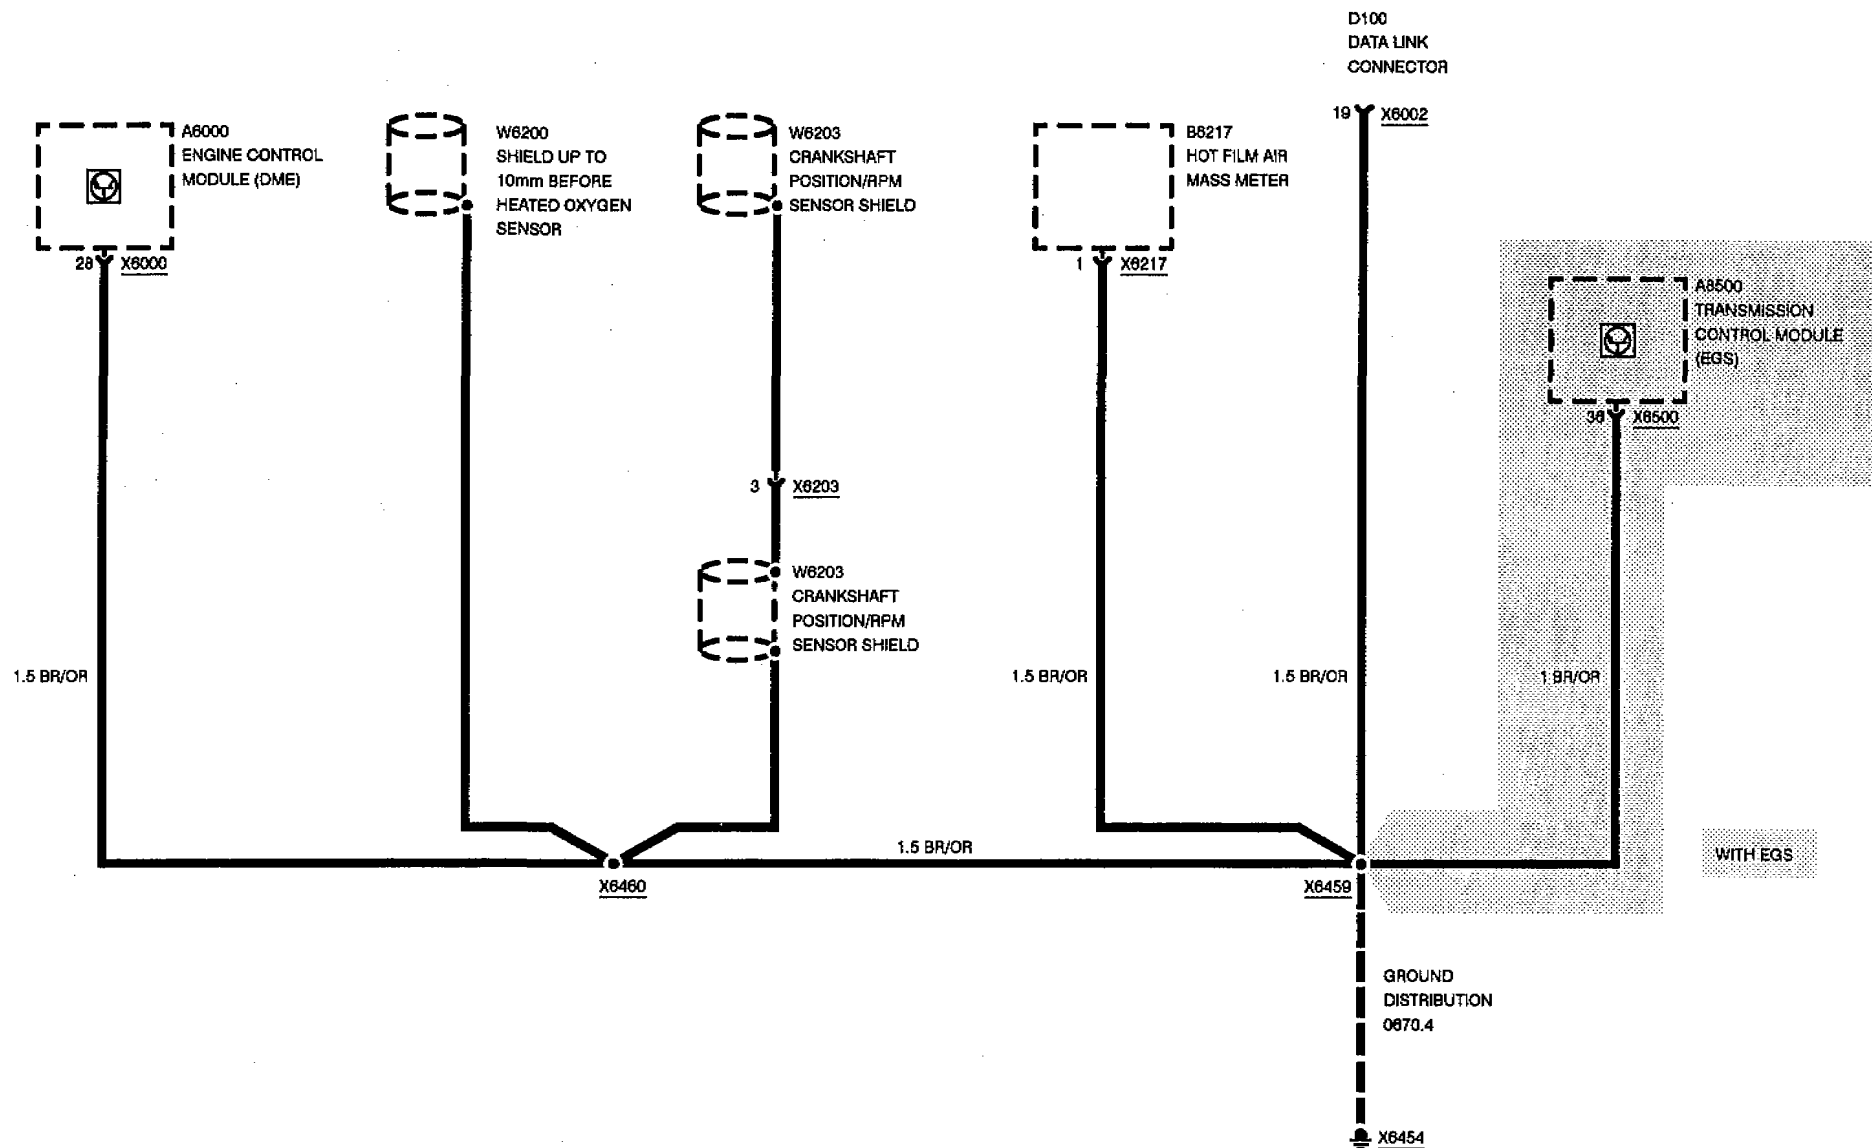 D100
DATA LINK
CONNECTOR
19 X6002
A6000
ENGINE CONTROL
MODULE (DME)
28 X6000
W6200
SHIELD UP TO
10mm BEFORE
HEATED OXYGEN
SENSOR
W6203
CRANKSHAFT
POSITION/RPM
SENSOR SHIELD
B6217
HOT FILM AIR
MASS METER
1 X6217
A8500
TRANSMISSION
CONTROL MODULE
(EGS)
36 X8500
3 X6203
W6203
CRANKSHAFT
POSITION/RPM
SENSOR SHIELD
1.5 BR/OR
1.5 BR/OR
1.5 BR/OR
1 BR/OR
1.5 BR/OR
WITH EGS
X6460
X6459
GROUND
DISTRIBUTION
0670.4
X6454